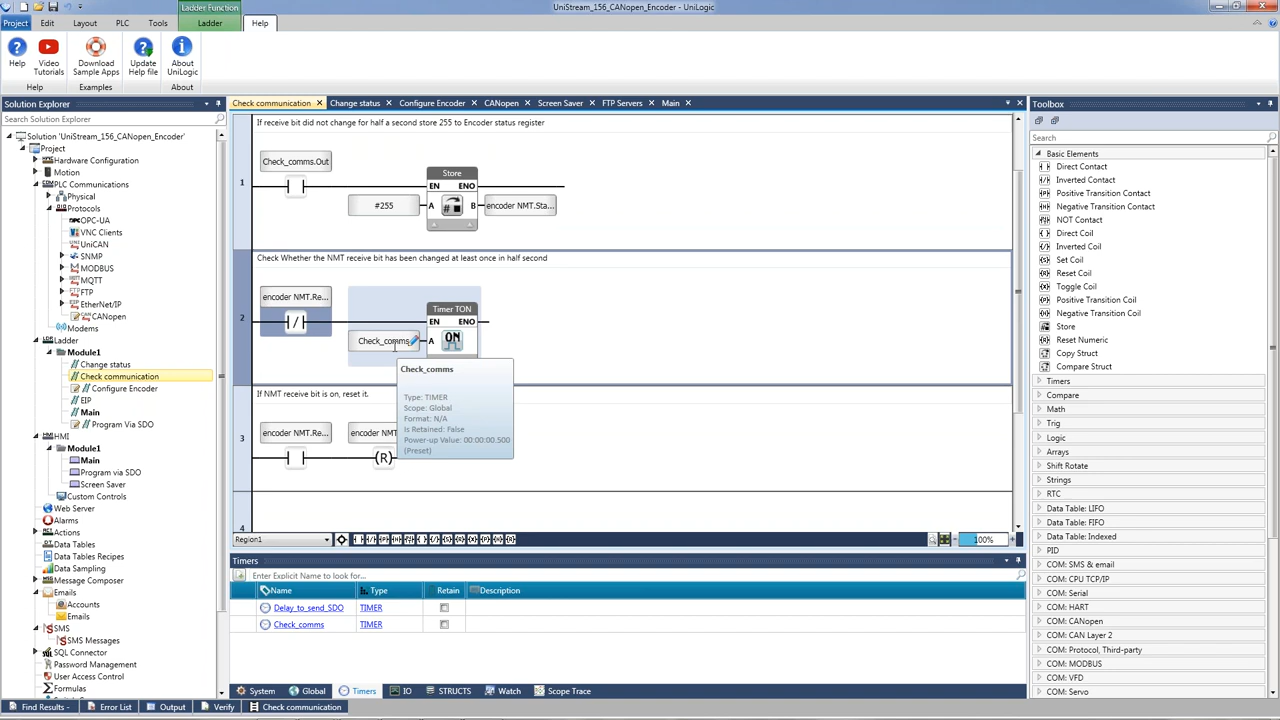 UniStream_156_CANopen_Encoder - UniLogic
Ladder Function
Project
Edit
Layout
PLC
Tools
Ladder
Help
Help
Video Tutorials
Download Sample Apps
Update Help file
About UniLogic
Help
Examples
About
Solution Explorer
Search Solution Explorer
Solution 'UniStream_156_CANopen_Encoder'
Project
Hardware Configuration
Motion
PLC Communications
Physical
Protocols
OPC-UA
VNC Clients
UniCAN
SNMP
MODBUS
MQTT
FTP
EtherNet/IP
CANopen
Modems
Ladder
Module1
Change status
Check communication
Configure Encoder
EIP
Main
Program Via SDO
HMI
Module1
Main
Program via SDO
Screen Saver
Custom Controls
Web Server
Alarms
Actions
Data Tables
Data Tables Recipes
Data Sampling
Message Composer
Emails
Accounts
Emails
SMS
SMS Messages
SQL Connector
Password Management
User Access Control
Formulas
Check communication
Change status
Configure Encoder
CANopen
Screen Saver
FTP Servers
Main
If receive bit did not change for half a second store 255 to Encoder status register
1
Check_comms.Out
Store
EN ENO
#255
A
B
encoder NMT.Sta...
Check Whether the NMT receive bit has been changed at least once in half second
2
encoder NMT.Re...
Timer TON
EN ENO
Check_comms
A
ON
Check_comms
Type: TIMER
Scope: Global
Format: N/A
Is Retained: False
Power-up Value: 00:00:00.500
(Preset)
If NMT receive bit is on, reset it.
3
encoder NMT.Re...
encoder NMT
(R)
4
Region1
100%
Timers
Enter Explicit Name to look for...
Name Type Retain Description
Delay_to_send_SDO TIMER
Check_comms TIMER
System
Global
Timers
IO
STRUCTS
Watch
Scope Trace
Toolbox
Search
Basic Elements
Direct Contact
Inverted Contact
Positive Transition Contact
Negative Transition Contact
NOT Contact
Direct Coil
Inverted Coil
Set Coil
Reset Coil
Toggle Coil
Positive Transition Coil
Negative Transition Coil
Store
Reset Numeric
Copy Struct
Compare Struct
Timers
Compare
Math
Trig
Logic
Arrays
Shift Rotate
Strings
RTC
Data Table: LIFO
Data Table: FIFO
Data Table: Indexed
PID
COM: SMS & email
COM: CPU TCP/IP
COM: Serial
COM: HART
COM: CANopen
COM: CAN Layer 2
COM: Protocol, Third-party
COM: MODBUS
COM: VFD
COM: Servo
Find Results -
Error List
Output
Verify
Check communication